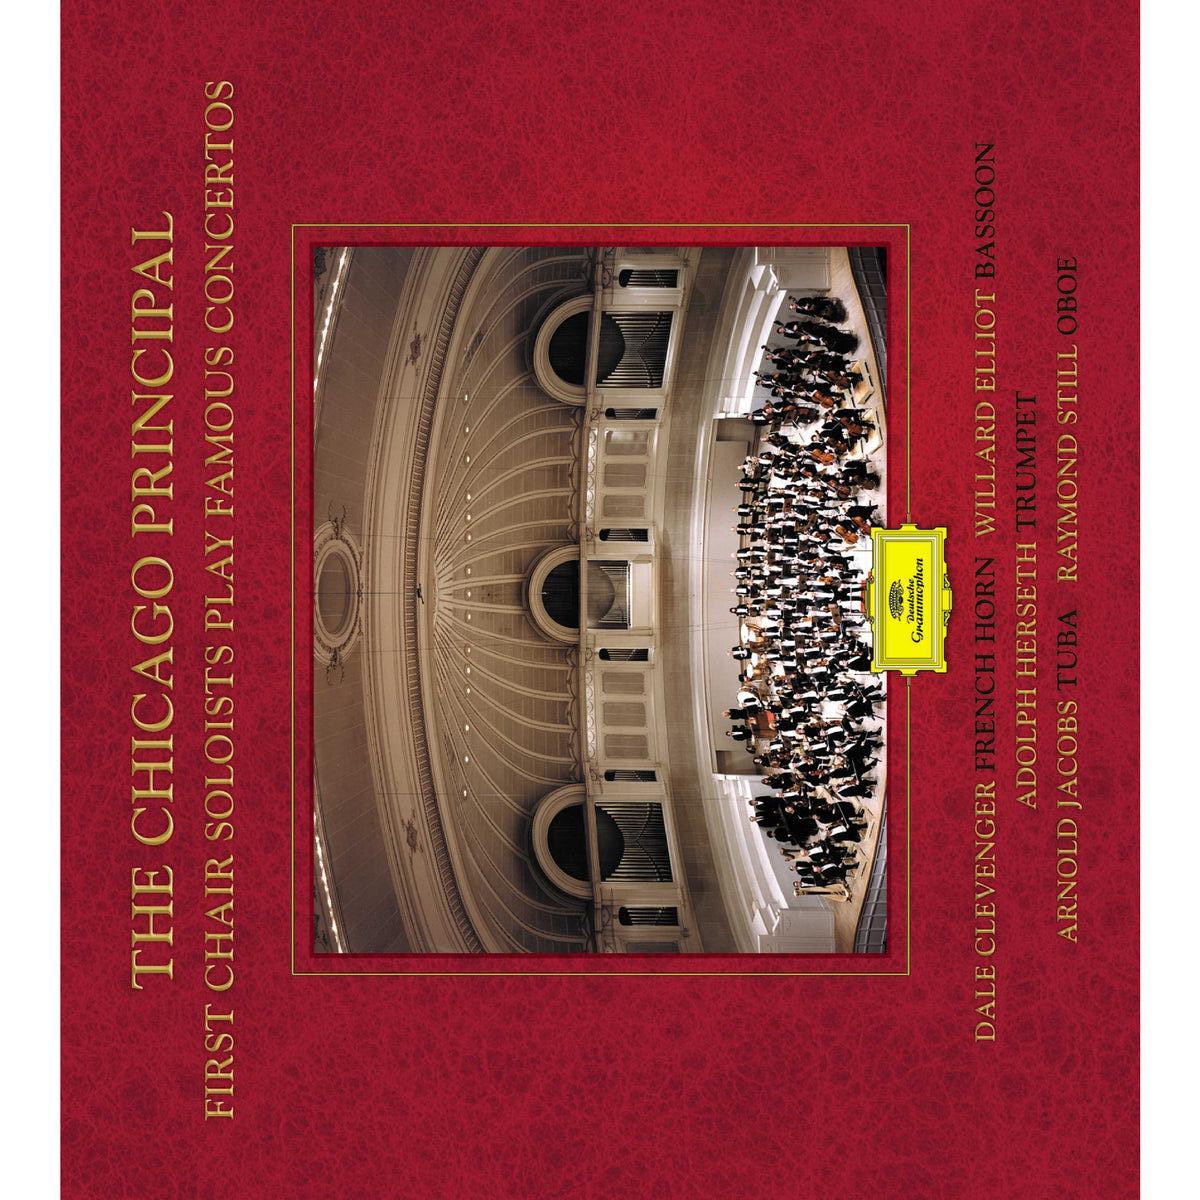 THE CHICAGO PRINCIPAL
FIRST CHAIR SOLOISTS PLAY FAMOUS CONCERTOS
Deutsche
Grammophon
DALE CLEVENGER FRENCH HORN WILLARD ELLIOT BASSOON
ADOLPH HERSETH TRUMPET
ARNOLD JACOBS TUBA RAYMOND STILL OBOE